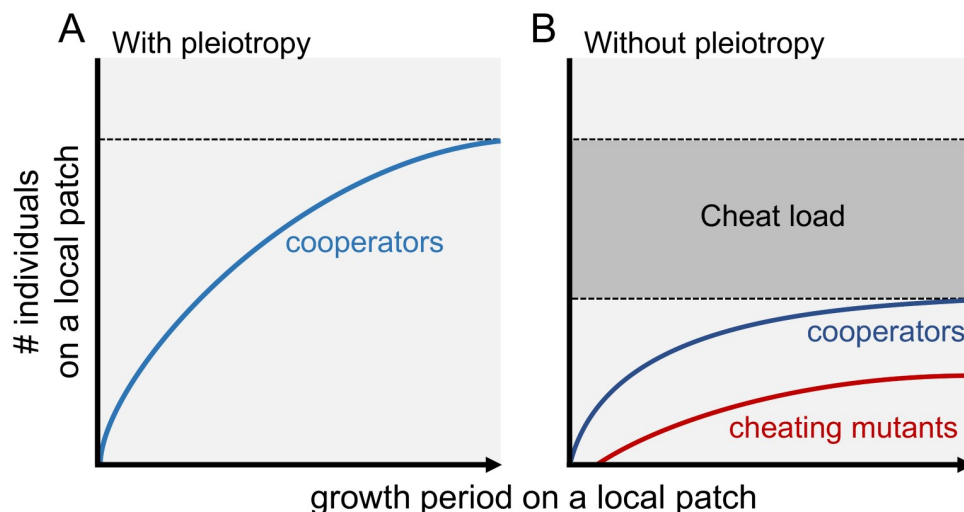 A
With pleiotropy
B
Without pleiotropy
# individuals
on a local patch
cooperators
Cheat load
cooperators
cheating mutants
growth period on a local patch